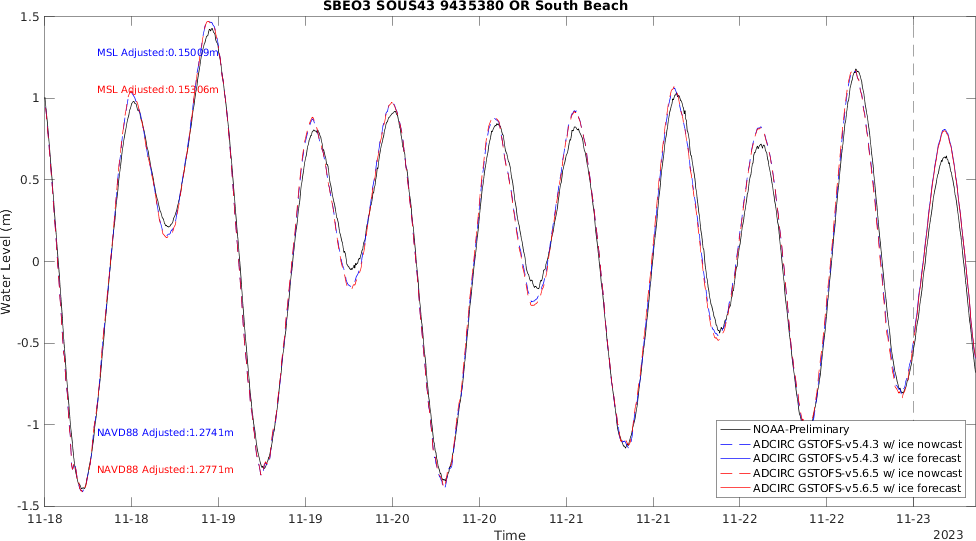 SBEO3 SOUS43 9435380 OR South Beach
1.5
MSL Adjusted:0.15009m
1
MSL Adjusted:0.15306m
0.5
0
Water Level (m)
-0.5
-1
NAVD88 Adjusted:1.2741m
NAVD88 Adjusted:1.2771m
NOAA-Preliminary
ADCIRC GSTOFS-v5.4.3 w/ ice nowcast
ADCIRC GSTOFS-v5.4.3 w/ ice forecast
ADCIRC GSTOFS-v5.6.5 w/ ice nowcast
ADCIRC GSTOFS-v5.6.5 w/ ice forecast
-1.5
11-18 11-18 11-19 11-19 11-20 11-20 11-21 11-21 11-22 11-22 11-23
Time
2023